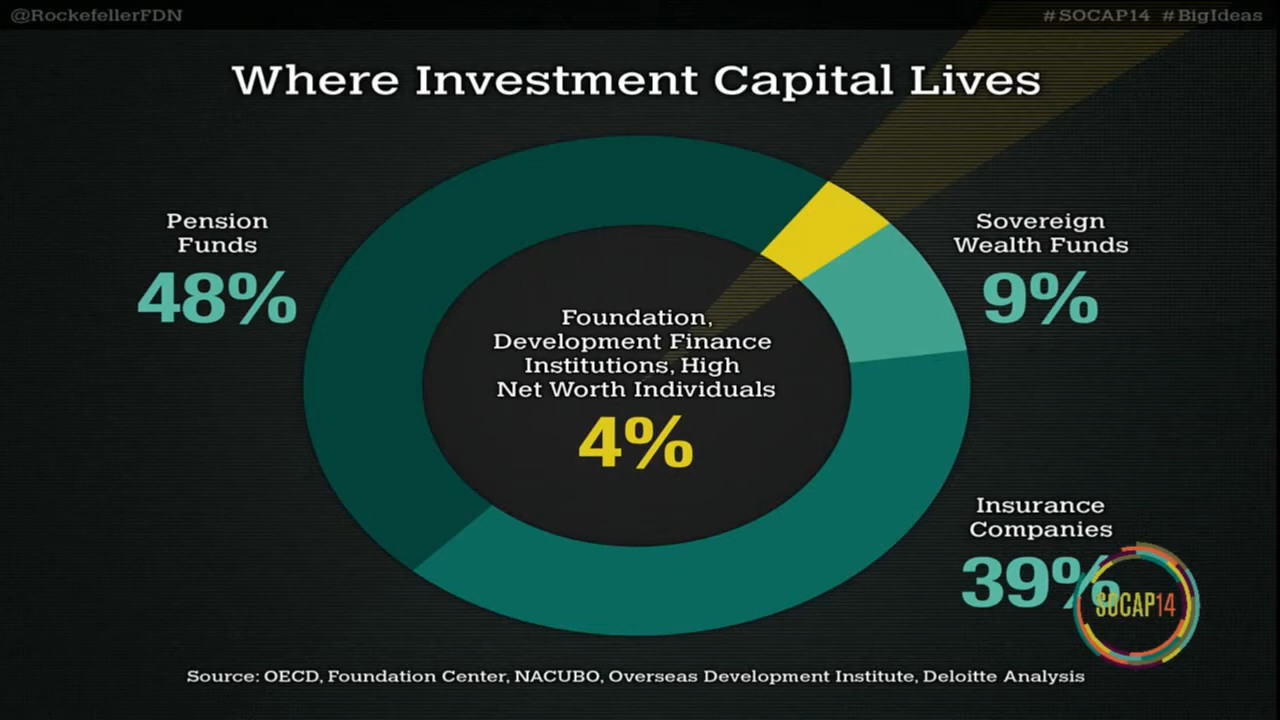 @RockefellerFDN
#SOCAP14 #BigIdeas
Where Investment Capital Lives
Pension
Funds
48%
Sovereign
Wealth Funds
9%
Foundation,
Development Finance
Institutions, High
Net Worth Individuals
4%
Insurance
Companies
39%
SOCAP14
Source: OECD, Foundation Center, NACUBO, Overseas Development Institute, Deloitte Analysis